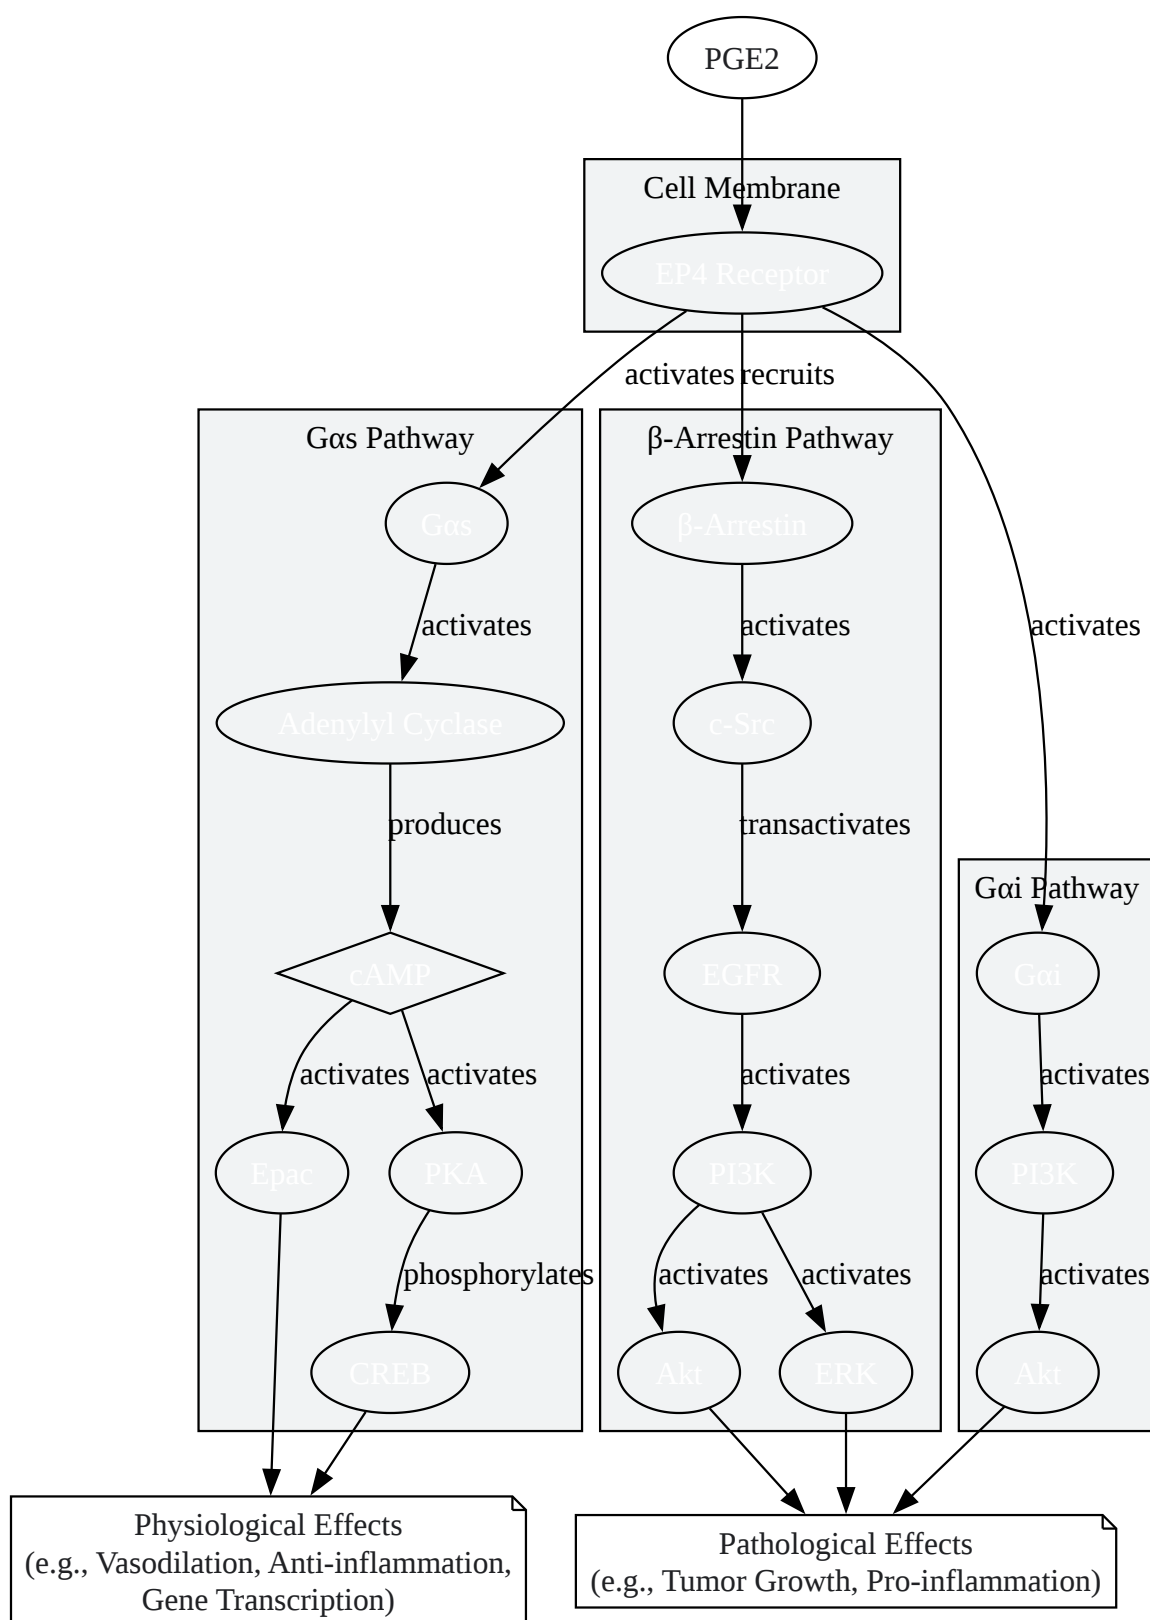 PGE2
Cell Membrane
EP4 Receptor
activates
recruits
Gαs Pathway
β-Arrestin Pathway
Gαs
β-Arrestin
activates
activates
activates
Adenylyl Cyclase
c-Src
produces
transactivates
Gαi Pathway
cAMP
EGFR
Gαi
activates
activates
activates
activates
Epac
PKA
PI3K
PI3K
phosphorylates
activates
activates
activates
CREB
Akt
ERK
Akt
Physiological Effects
(e.g., Vasodilation, Anti-inflammation,
Gene Transcription)
Pathological Effects
(e.g., Tumor Growth, Pro-inflammation)